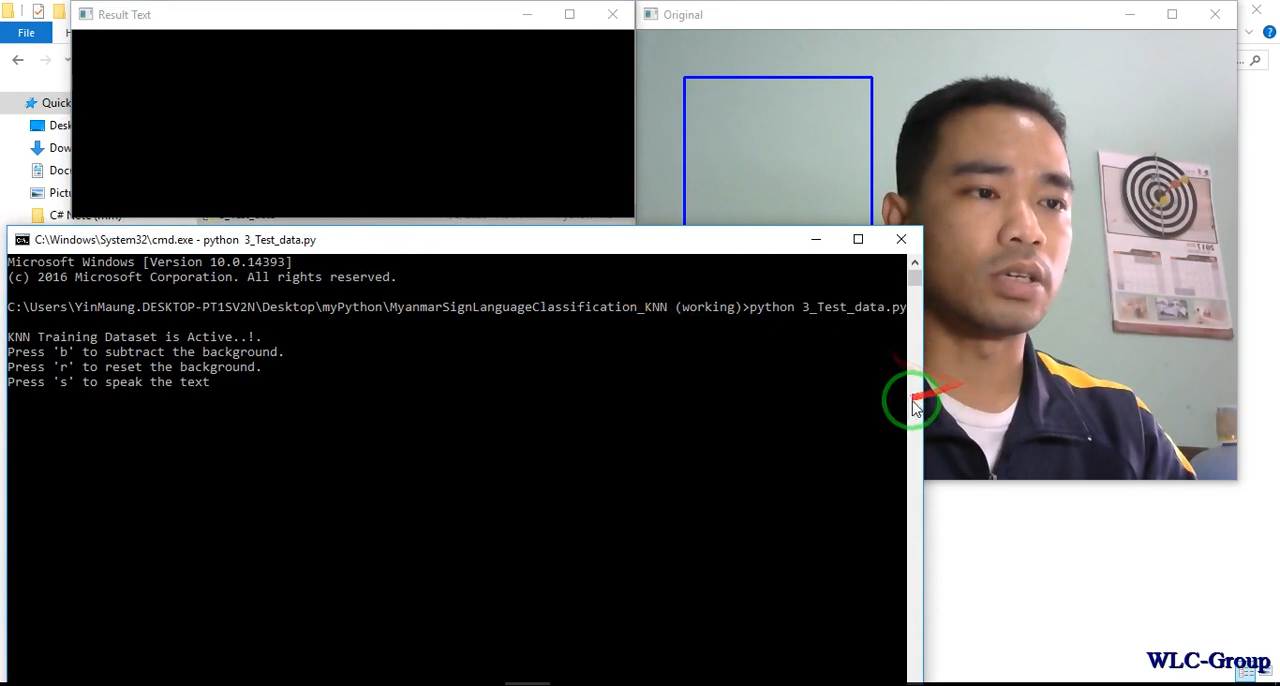 Result Text
Original
File
Quick
Desk
Dow
Doc
Pictu
C# Note (mm)
C:\Windows\System32\cmd.exe - python 3_Test_data.py
Microsoft Windows [Version 10.0.14393]
(c) 2016 Microsoft Corporation. All rights reserved.
C:\Users\YinMaung.DESKTOP-PT1SV2N\Desktop\myPython\MyanmarSignLanguageClassification_KNN (working)>python 3_Test_data.py
KNN Training Dataset is Active..!.
Press 'b' to subtract the background.
Press 'r' to reset the background.
Press 's' to speak the text
WLC-Group